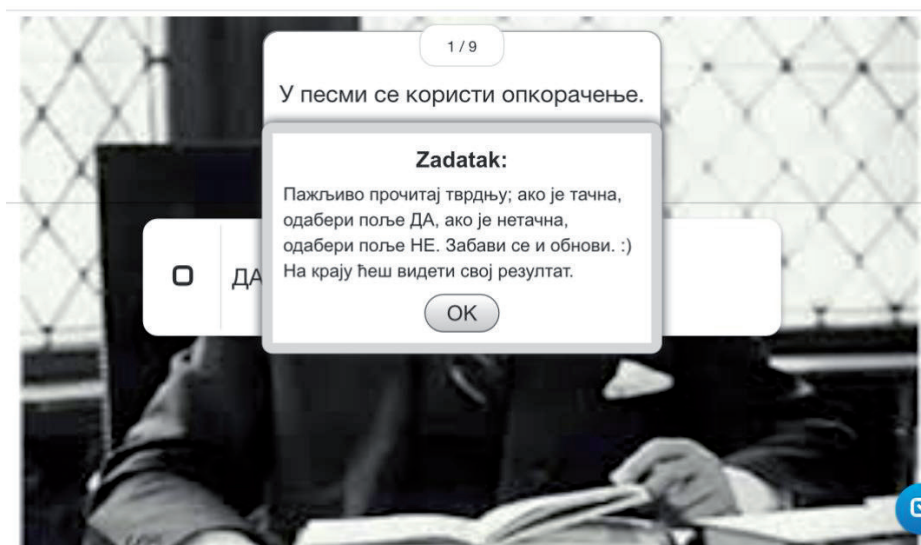 1 / 9
У песми се користи опкорачење.
Zadatak:
Пажљиво прочитај тврдњу; ако је тачна,
одабери поље ДА, ако је нетачна,
одабери поље НЕ. Забави се и обнови. :)
На крају ћеш видети свој резултат.
ДА
OK